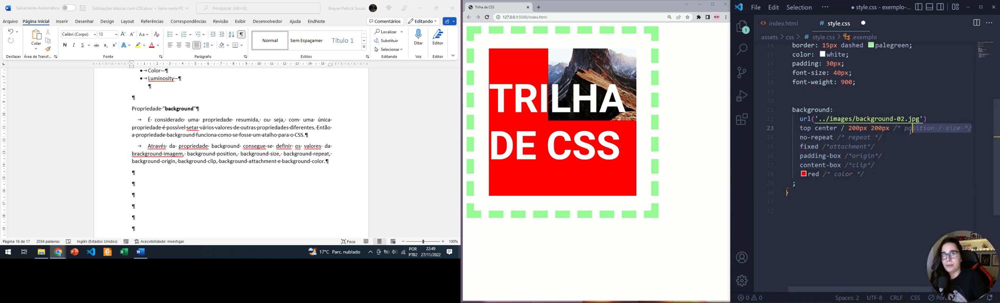 Salvamento Automático
Estilizações básicas com CSS.docx • Salvo neste PC
Pesquisar (Alt+G)
Brayan Petrick Souza
Arquivo Página Inicial Inserir Desenhar Design Layout Referências Correspondências Revisão Exibir Desenvolvedor Ajuda EndNote
Comentários
Editando
Calibri (Corpo) 13
Colar
Normal
Sem Espaçamer
Título 1
Localizar
Substituir
Selecionar
Ditar
Editor
Desfazer
Área de Transf...
Fonte
Parágrafo
Estilos
Editando
Voz
Editor
• → Color·–¶
• → Luminosity·–¶
¶
¶
Propriedade·“background”¶
→ É· considerado· uma· propriedade· resumida,· ou· seja,· com· uma· única·
propriedade·é·possível·setar·vários·valores·de·outras·propriedades·diferentes.·Então·
a·propriedade·background·funciona·como·se·fosse·um·atalho·para·o·CSS.¶
→ Através· da· propriedade· background· consegue-se· definir· os· valores· da·
brackground-imagem,· background-position,· background-size,· background-repeat,·
background-origin,·background-clip,·background-attachment·e·background-color.¶
¶
¶
¶
¶
¶
¶
Página 16 de 17
2034 palavras
Inglês (Estados Unidos)
Acessibilidade: investigar
Foco
100%
17°C Parc. nublado
POR
PTB2
22:49
27/11/2022
Trilha de CSS
127.0.0.1:5500/index.html
TRILHA
DE CSS
File Edit Selection ···
● style.css - exemplo-...
1
<> index.html
# style.css
assets > css > # style.css > .exemplo
14 border: 15px dashed palegreen;
15 color: white;
16 padding: 30px;
17 font-size: 40px;
18 font-weight: 900;
19
20
21 background:
22 url('../images/background-02.jpg')
23 top center / 200px 200px /* position / size */
24 no-repeat /* repeat */
25 fixed /*attachment*/
26 padding-box /*origin*/
27 content-box /*clip*/
28 red /* color */
29 ;
30 }
31
32
0 0
Spaces: 2
UTF-8
CRLF
CSS